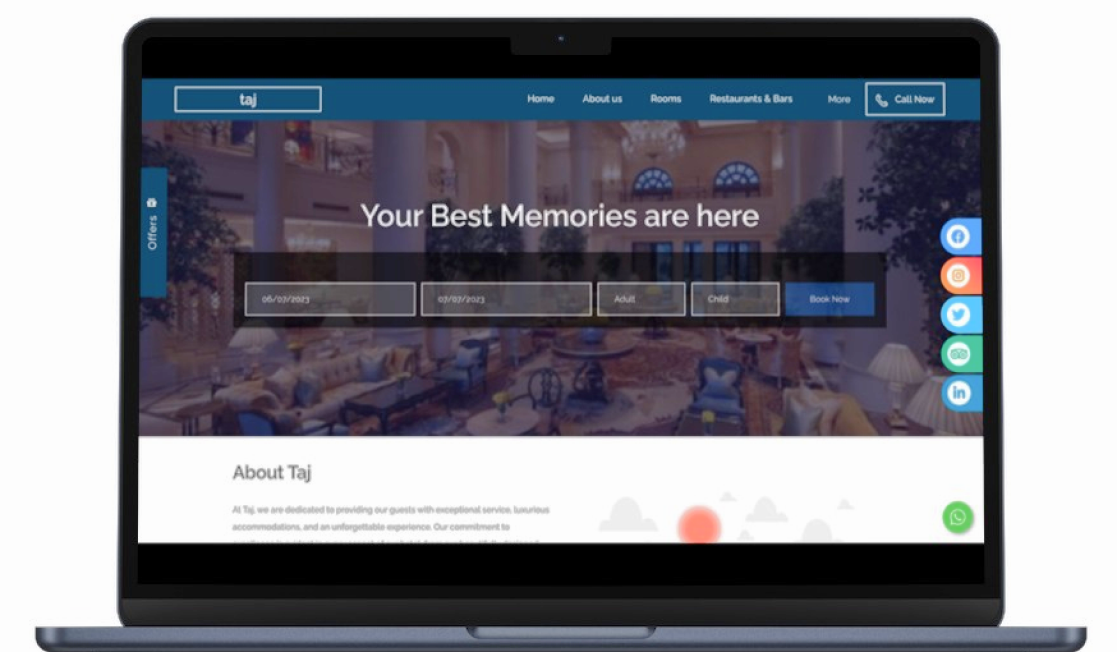 taj
Home About us Rooms Restaurants & Bars More Call Now
Offers
Your Best Memories are here
06/07/2023 07/07/2023 Adult Child Book Now
About Taj
At Taj, we are dedicated to providing our guests with exceptional service, luxurious
accommodations, and an unforgettable experience. Our commitment to